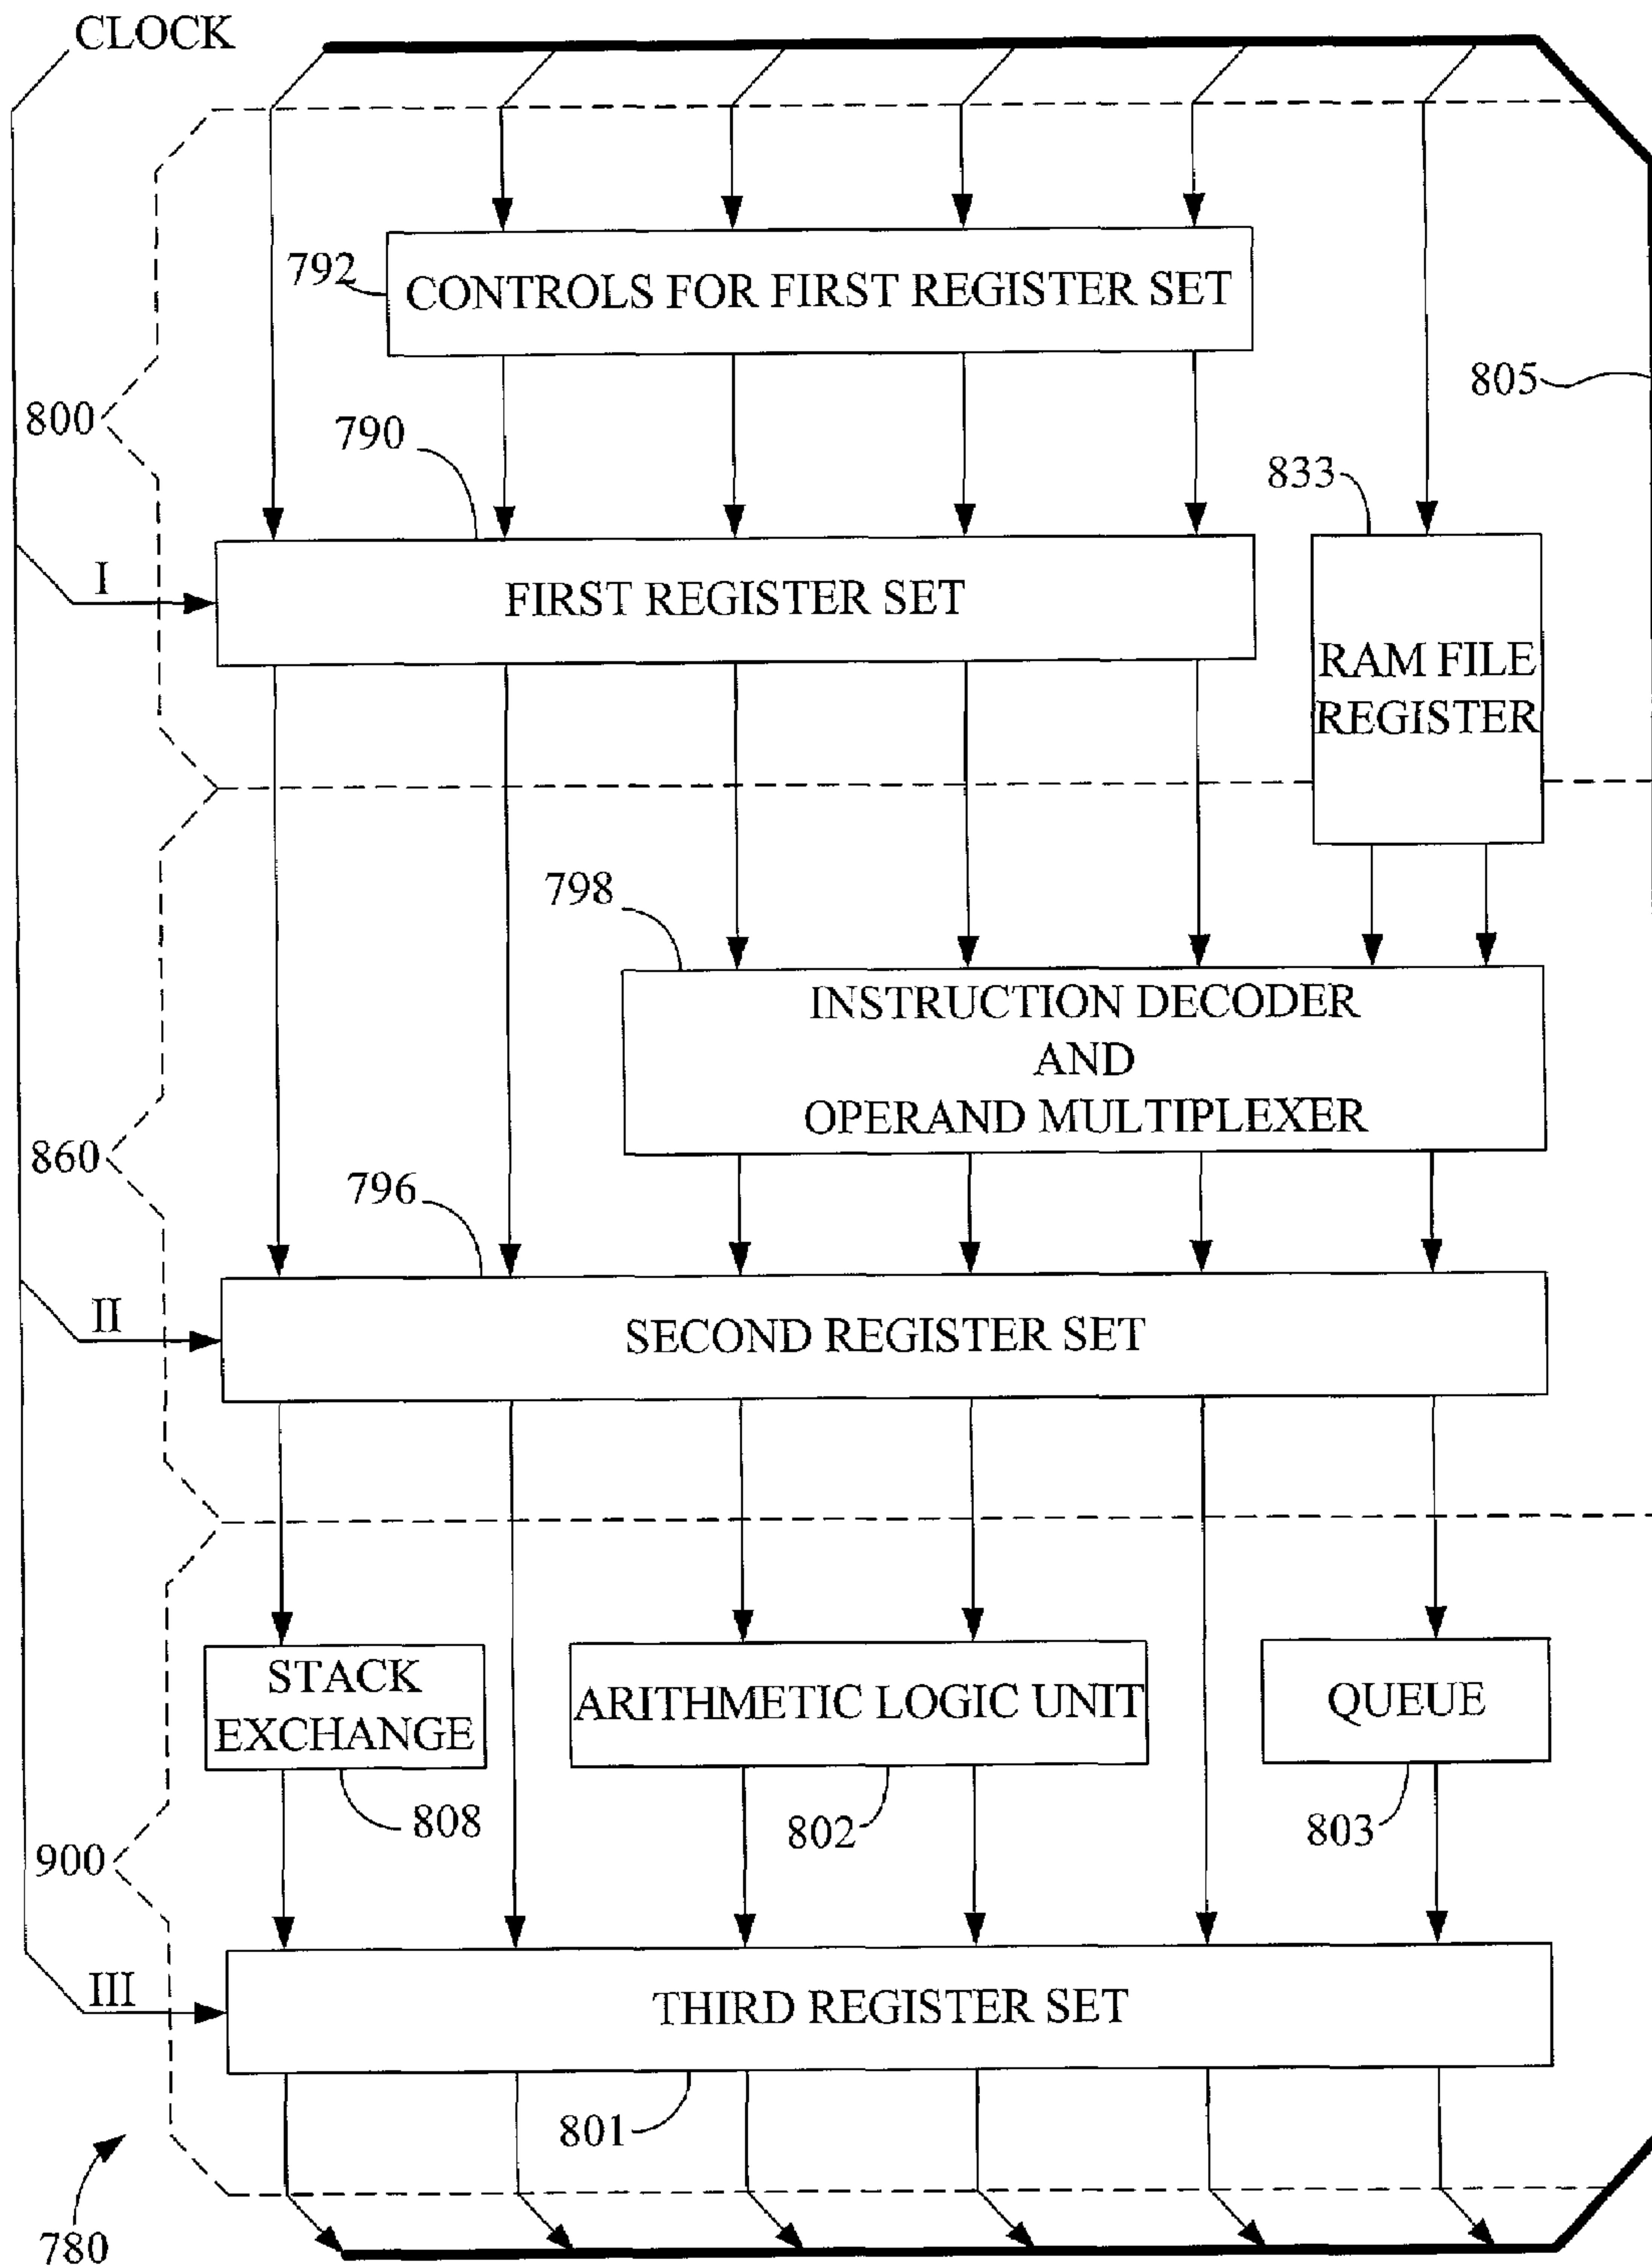 CLOCK
792
CONTROLS FOR FIRST REGISTER SET
805
800
790
833
I
FIRST REGISTER SET
RAM FILE
REGISTER
798
INSTRUCTION DECODER
AND
OPERAND MULTIPLEXER
860
796
II
SECOND REGISTER SET
STACK
EXCHANGE
ARITHMETIC LOGIC UNIT
QUEUE
808
802
803
900
III
THIRD REGISTER SET
801
780